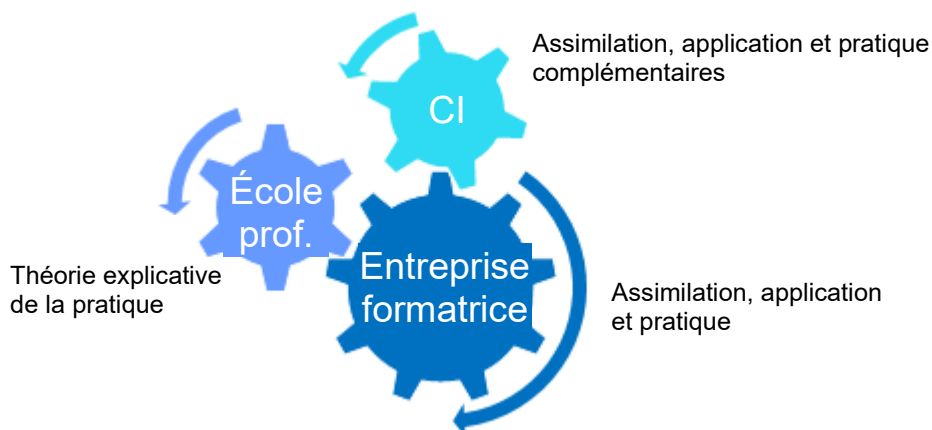 Assimilation, application et pratique
complémentaires
CI
École
prof.
Entreprise
formatrice
Théorie explicative
de la pratique
Assimilation, application
et pratique